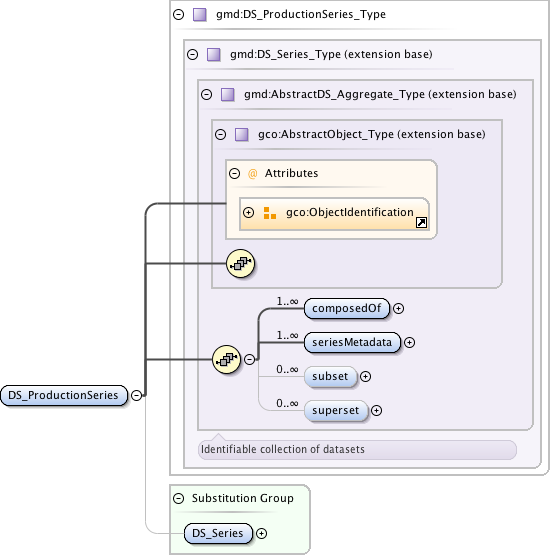 gmd:DS_ProductionSeries_Type
gmd:DS_Series_Type (extension base)
gmd:AbstractDS_Aggregate_Type (extension base)
gco:AbstractObject_Type (extension base)
@ Attributes
gco:ObjectIdentification
1..∞
composedOf
1..∞
seriesMetadata
0..∞
subset
0..∞
superset
DS_ProductionSeries
Identifiable collection of datasets
Substitution Group
DS_Series